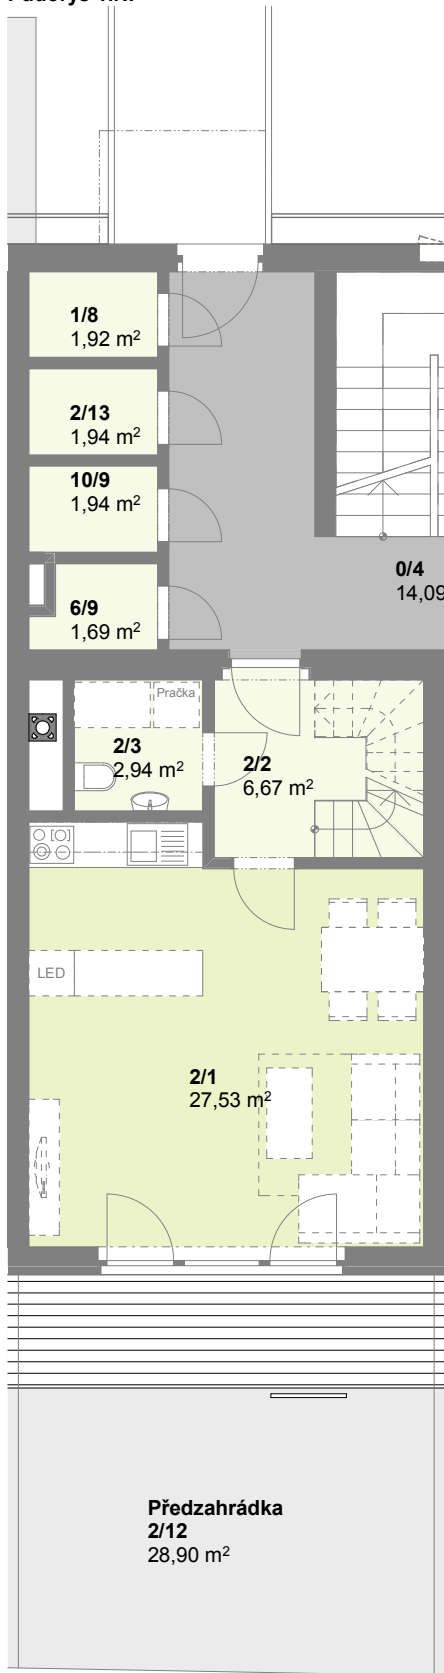 1/8
1,92 m²
2/13
1,94 m²
10/9
1,94 m²
0/4
14,09
6/9
1,69 m²
Pračka
2/3
2,94 m²
2/2
6,67 m²
LED
2/1
27,53 m²
Předzahrádka
2/12
28,90 m²